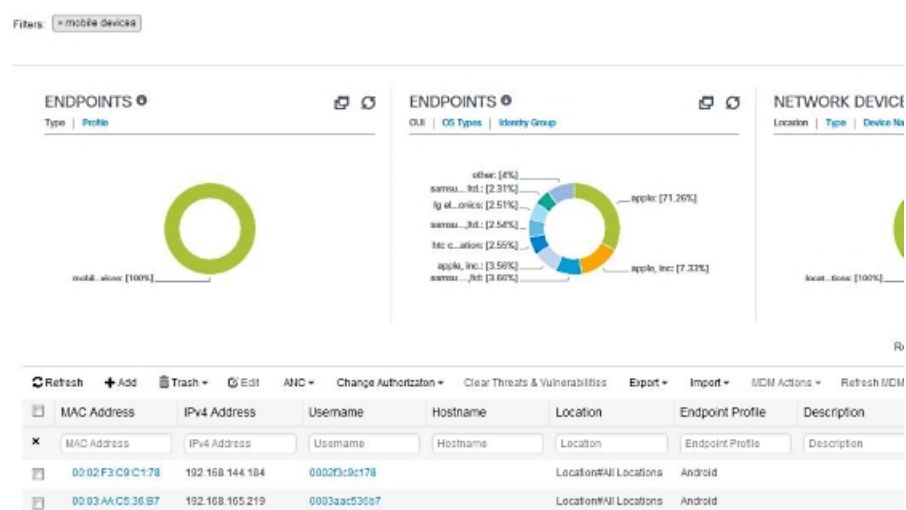 Filters: × mobile devices
ENDPOINTS
Type | Profile
mobil...vices: [100%]
ENDPOINTS
OUI | OS Types | Identity Group
other: [4%]
samsu... ltd.: [2.31%]
lg el...onics: [2.51%]
samsu...,ltd.: [2.54%]
htc c...ation: [2.55%]
apple, inc.: [3.56%]
samsu...,ltd: [3.66%]
apple: [71.26%]
apple, inc: [7.33%]
NETWORK DEVICE
Location | Type | Device Na
locat...tions: [100%]
R
Refresh Add Trash Edit ANC Change Authorizaton Clear Threats & Vulnerabilities Export Import MDM Actions Refresh MDM
MAC Address IPv4 Address Username Hostname Location Endpoint Profile Description
× MAC Address IPv4 Address Username Hostname Location Endpoint Profile Description
00:02:F3:C9:C1:78 192.168.144.184 0002f3c9c178 Location#All Locations Android
00:03:AA:C5:36:B7 192.168.165.219 0003aac536b7 Location#All Locations Android